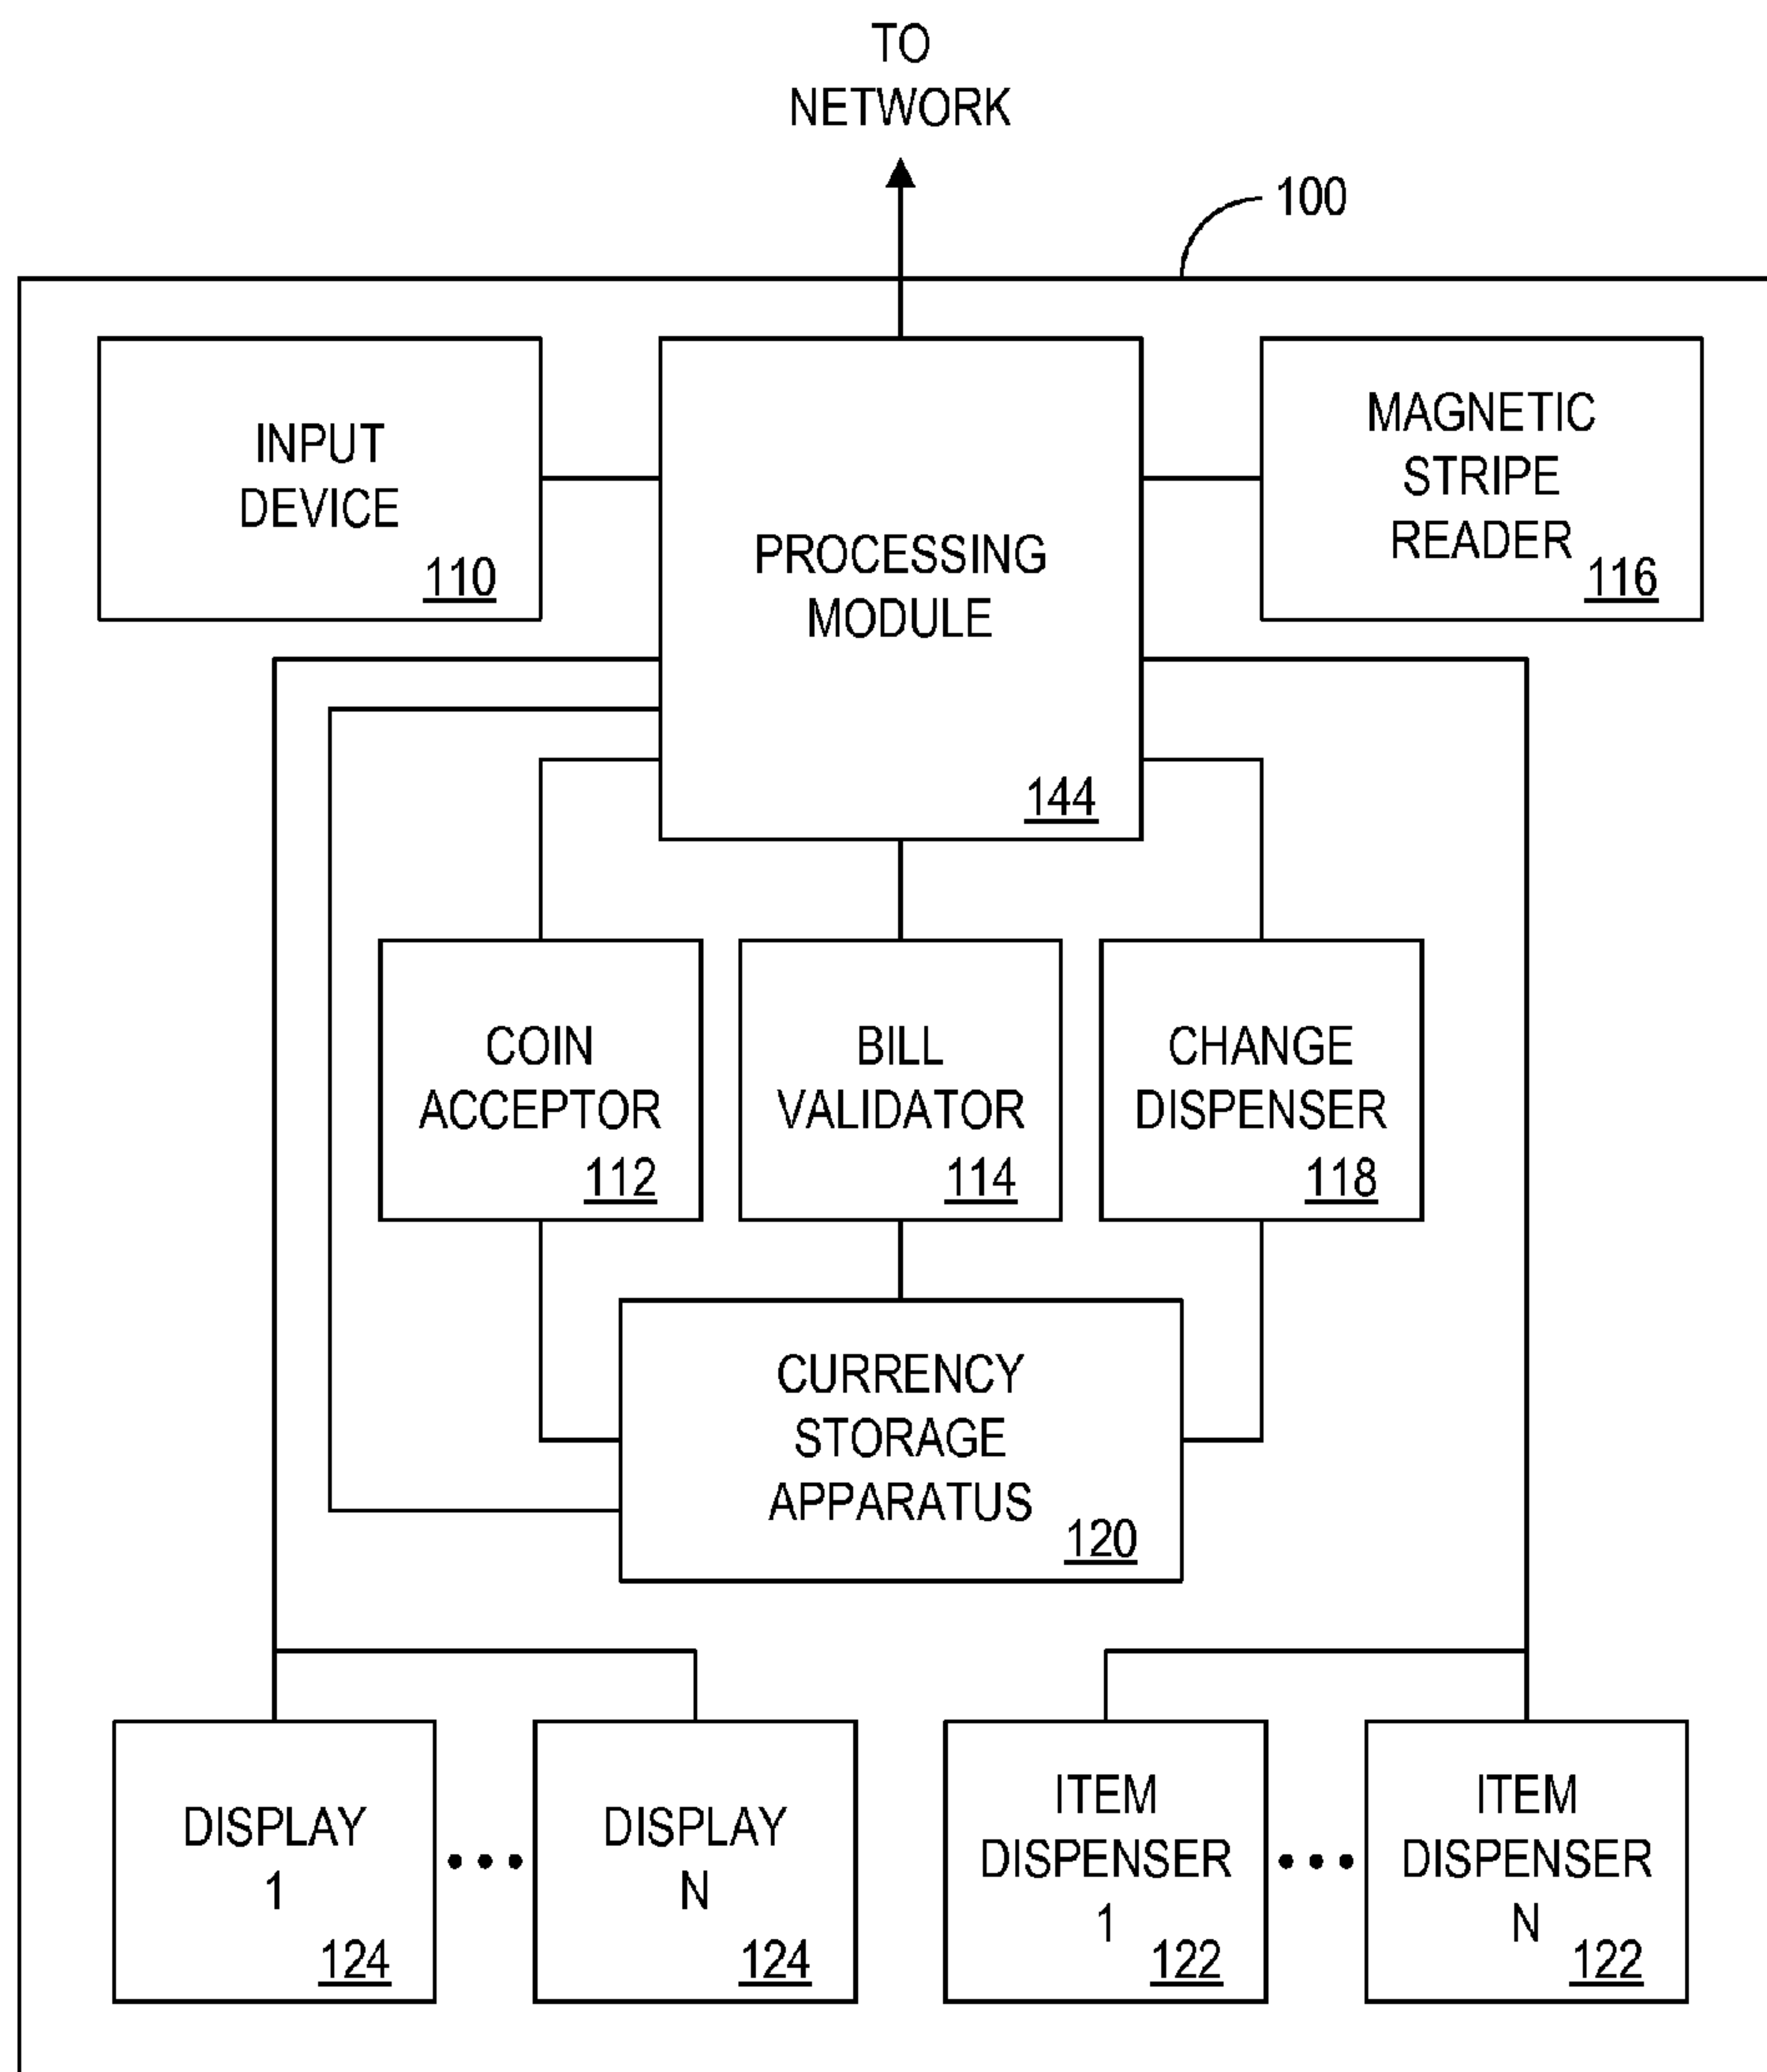 TO
NETWORK
100
INPUT
DEVICE
110
PROCESSING
MODULE
144
MAGNETIC
STRIPE
READER
116
COIN
ACCEPTOR
112
BILL
VALIDATOR
114
CHANGE
DISPENSER
118
CURRENCY
STORAGE
APPARATUS
120
DISPLAY
1
124
DISPLAY
N
124
ITEM
DISPENSER
1
122
ITEM
DISPENSER
N
122